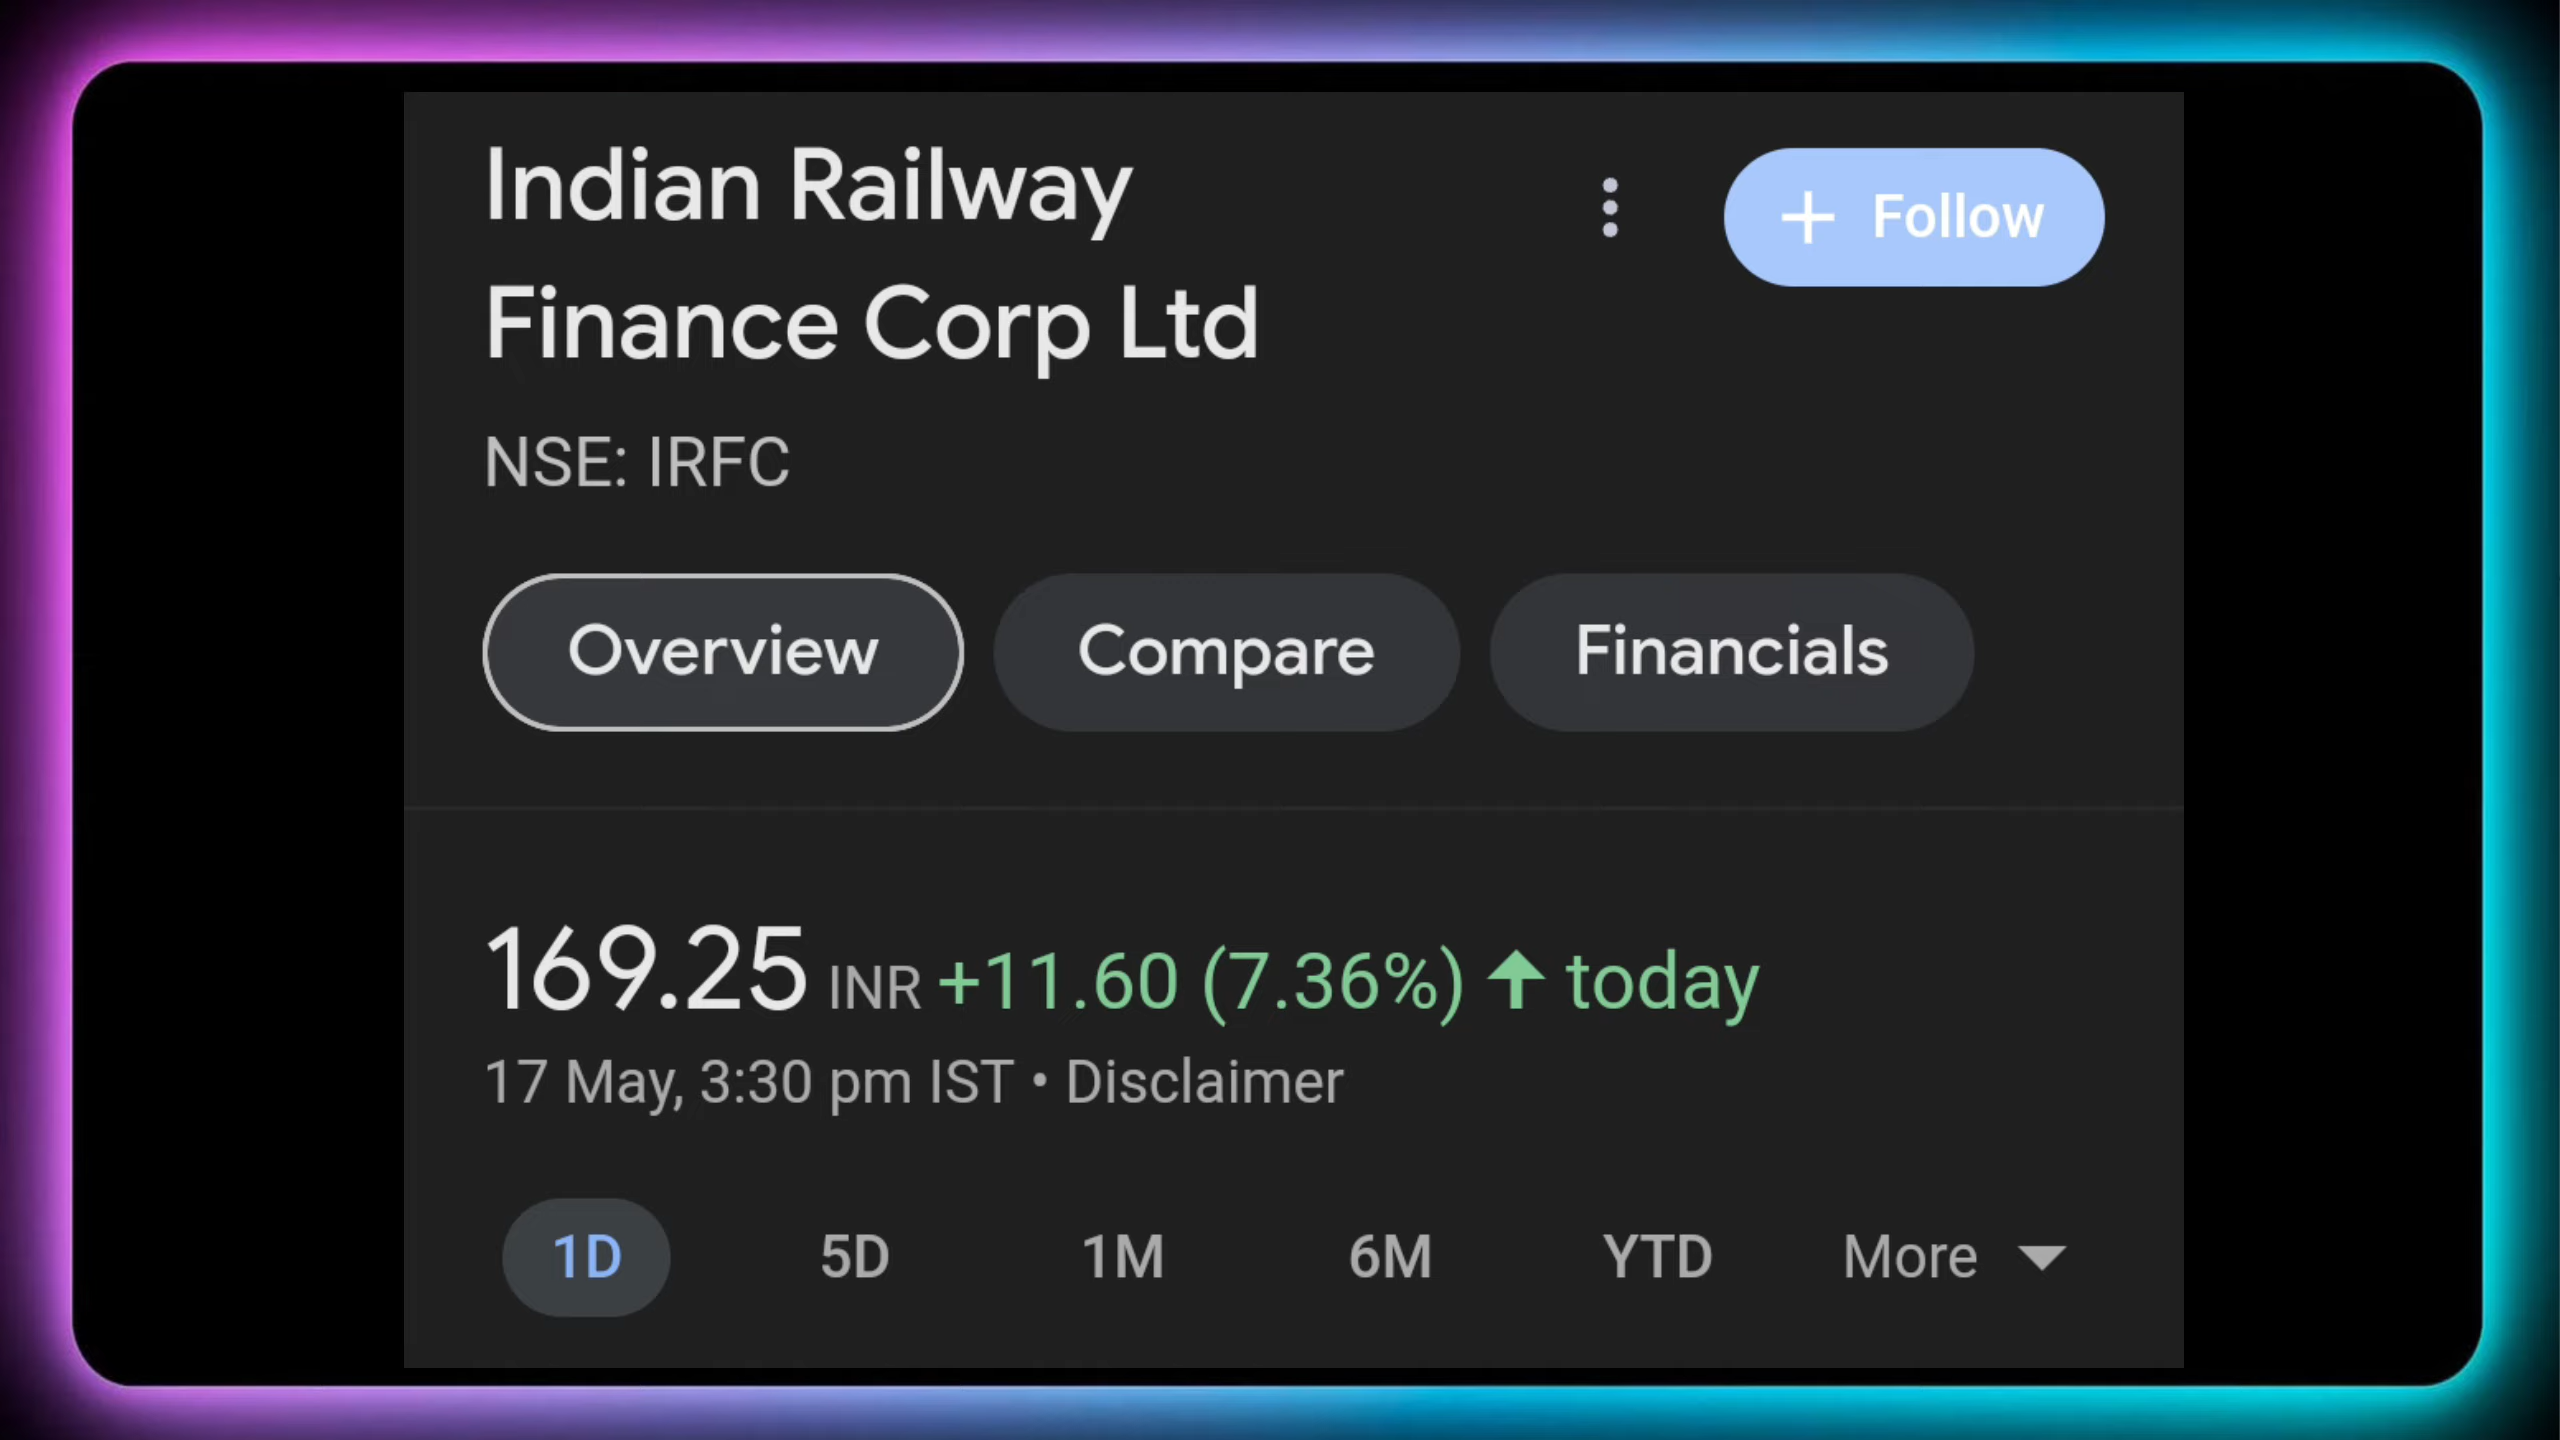 Indian Railway
Finance Corp Ltd
+ Follow
NSE: IRFC
Overview Compare Financials
169.25 INR +11.60 (7.36%) ↑ today
17 May, 3:30 pm IST • Disclaimer
1D 5D 1M 6M YTD More